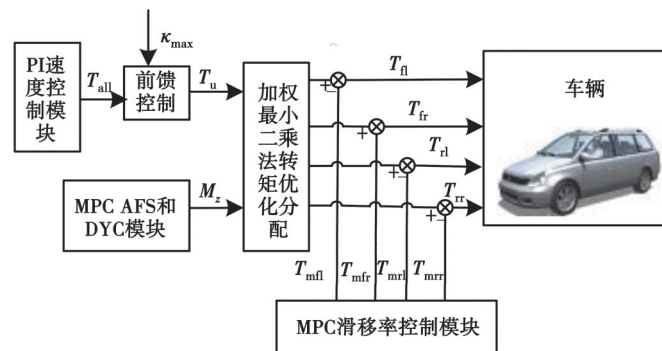 κmax
PI速
度控
制模
块
Tall
前馈
控制
Tu
MPC AFS和
DYC模块
Mz
加权
最小
二乘
法转
矩优
化分
配
+
−
Tfl
+
Tfr
+
−
Trl
+
−
Trr
车辆
Tmfl
Tmfr
Tmrl
Tmrr
MPC滑移率控制模块